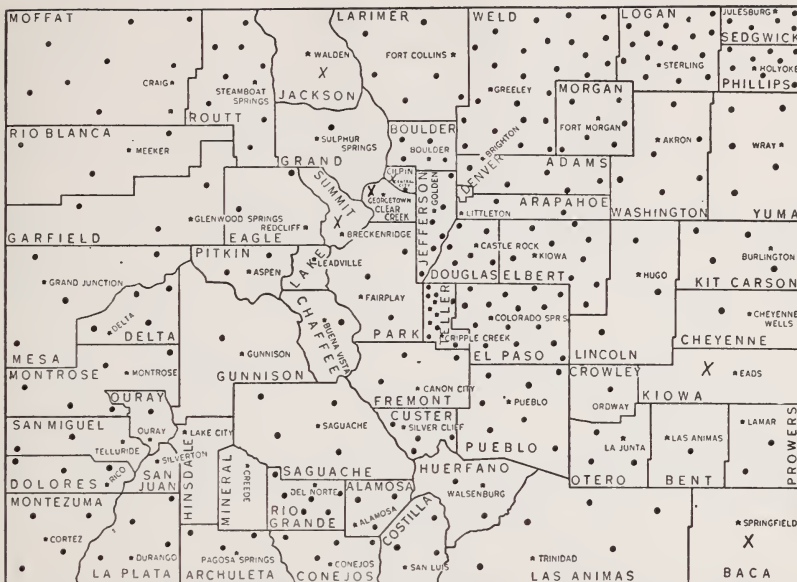 MOFFAT
CRAIG
ROUTT
STEAMBOAT
SPRINGS
WALDEN
X
JACKSON
LARIMER
FORT COLLINS
WELD
GREELEY
LOGAN
STERLING
JULESBURG
SEDGWICK
HOLYOKE
PHILLIPS
MORGAN
FORT MORGAN
RIO BLANCA
MEEKER
SULPHUR
SPRINGS
GRAND
BOULDER
BOULDER
GILPIN
CENTRAL
CITY
X
X
GEORGETOWN
CLEAR
CREEK
JEFFERSON
GOLDEN
DENVER
BRIGHTON
ADAMS
ARAPAHOE
LITTLETON
AKRON
WASHINGTON
WRAY
YUMA
GARFIELD
GLENWOOD SPRINGS
EAGLE
REDCLIFF
SUMMIT
X
BRECKENRIDGE
PITKIN
ASPEN
LAKE
LEADVILLE
FAIRPLAY
PARK
CASTLE ROCK
DOUGLAS
KIOWA
ELBERT
HUGO
LINCOLN
BURLINGTON
KIT CARSON
CHEYENNE
WELLS
CHEYENNE
GRAND JUNCTION
MESA
DELTA
DELTA
GUNNISON
GUNNISON
CHAFFEE
BUENA VISTA
TELLER
CRIPPLE CREEK
COLORADO SPRS.
EL PASO
MONTROSE
MONTROSE
OURAY
OURAY
CANON CITY
FREMONT
CUSTER
SILVER CLIFF
PUEBLO
PUEBLO
CROWLEY
ORDWAY
X
EADS
KIOWA
SAN MIGUEL
TELLURIDE
LAKE CITY
HINSDALE
SAGUACHE
SAGUACHE
LA JUNTA
OTERO
LAS ANIMAS
BENT
LAMAR
PROWERS
DOLORES
RICO
SILVERTON
SAN
JUAN
MINERAL
CREEDE
DEL NORTE
RIO
GRANDE
ALAMOSA
ALAMOSA
HUERFANO
WALSENBURG
COSTILLA
SAN LUIS
MONTEZUMA
CORTEZ
DURANGO
LA PLATA
PAGOSA SPRINGS
ARCHULETA
CONEJOS
CONEJOS
TRINIDAD
LAS ANIMAS
SPRINGFIELD
X
BACA